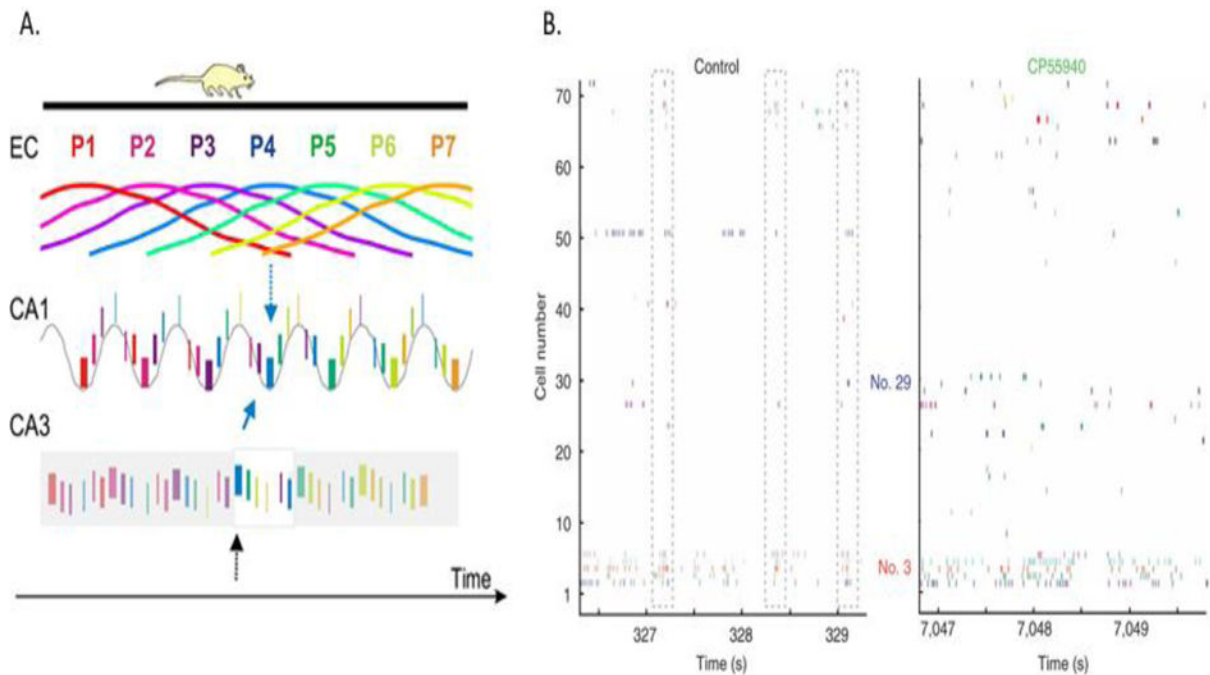 A.
EC P1 P2 P3 P4 P5 P6 P7
CA1
CA3
Time
B.
Control
Cell number
70
60
50
40
30
20
10
1
327 328 329
Time (s)
CP55940
No. 29
No. 3
7,047 7,048 7,049
Time (s)